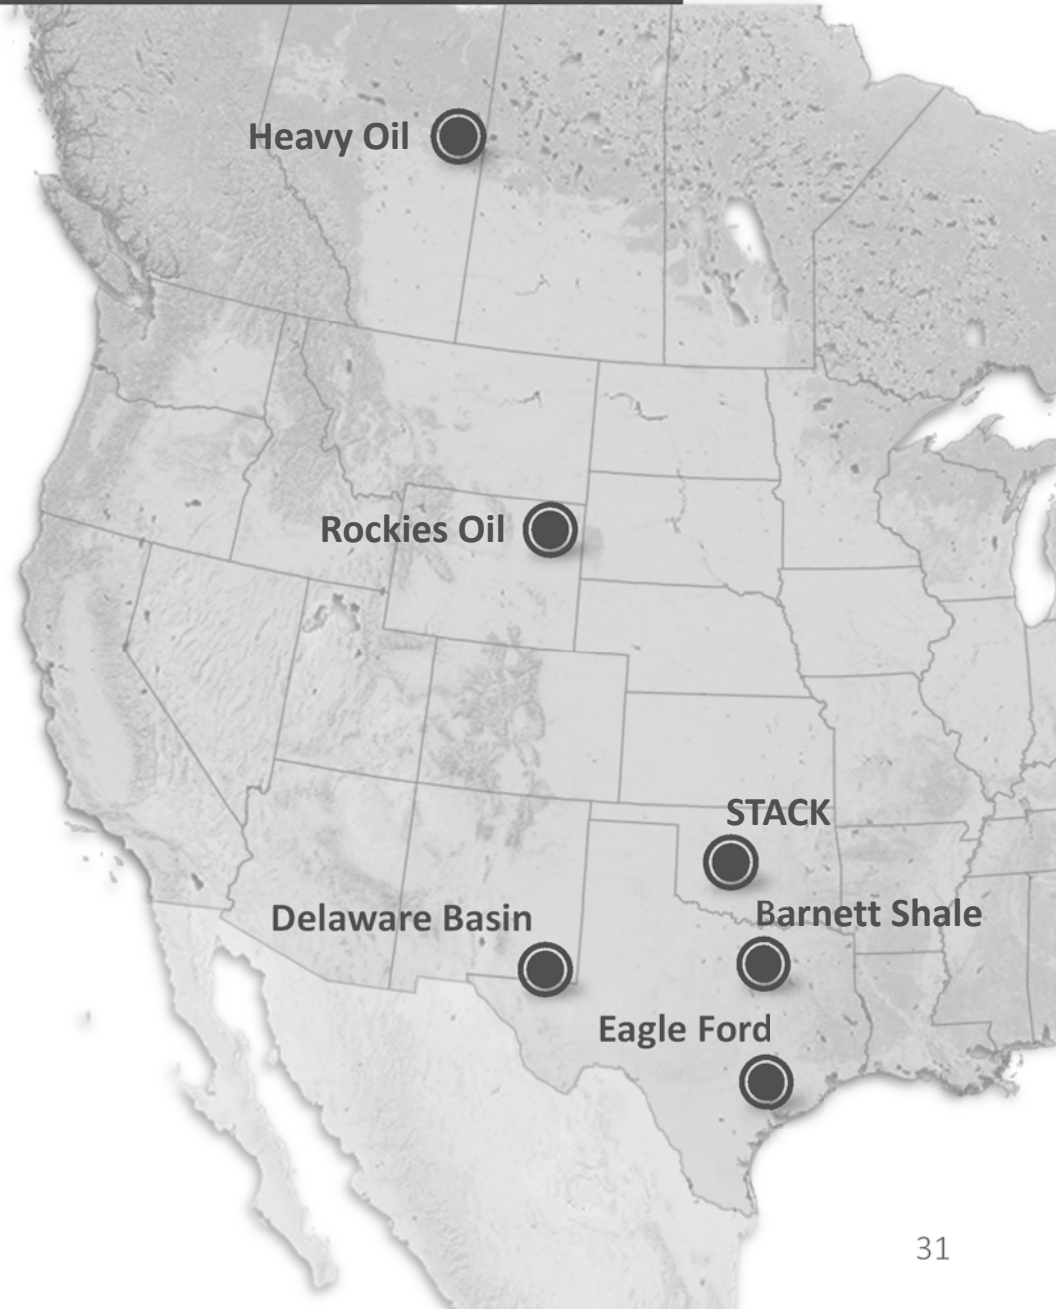 Heavy Oil
Rockies Oil
STACK
Barnett Shale
Delaware Basin
Eagle Ford
31